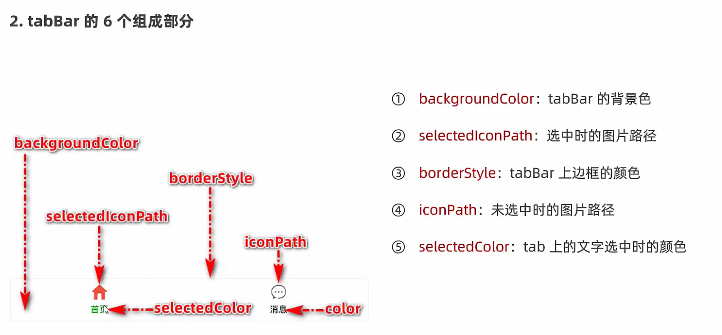 2. tabBar 的 6 个组成部分
① backgroundColor：tabBar 的背景色
② selectedIconPath：选中时的图片路径
③ borderStyle：tabBar 上边框的颜色
④ iconPath：未选中时的图片路径
⑤ selectedColor：tab 上的文字选中时的颜色
backgroundColor
borderStyle
selectedIconPath
iconPath
首页
selectedColor
消息
color